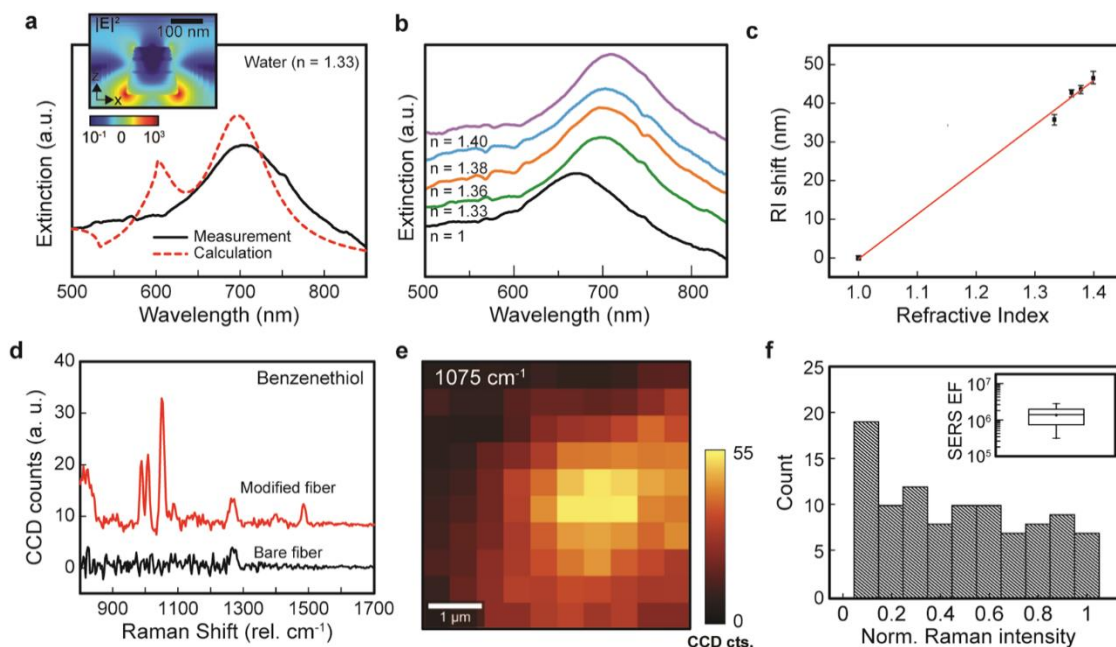 a
|E|²
100 nm
z
x
10⁻¹ 0 10³
Water (n = 1.33)
Extinction (a.u.)
Measurement
Calculation
500 600 700 800
Wavelength (nm)
b
Extinction (a.u.)
n = 1.40
n = 1.38
n = 1.36
n = 1.33
n = 1
500 600 700 800
Wavelength (nm)
c
RI shift (nm)
50
40
30
20
10
0
1.0 1.1 1.2 1.3 1.4
Refractive Index
d
CCD counts (a. u.)
40
30
20
10
0
Benzenethiol
Modified fiber
Bare fiber
900 1100 1300 1500 1700
Raman Shift (rel. cm⁻¹)
e
1075 cm⁻¹
1 µm
55
0
CCD cts.
f
Count
25
20
15
10
5
0
SERS EF
10⁷
10⁶
10⁵
0 0.2 0.4 0.6 0.8 1
Norm. Raman intensity